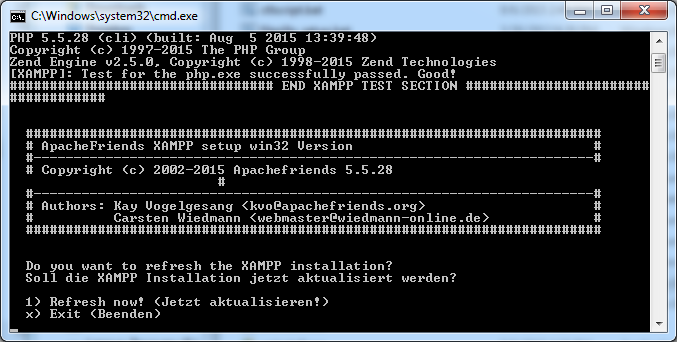 C:\Windows\system32\cmd.exe
PHP 5.5.28 (cli) (built: Aug  5 2015 13:39:48)
Copyright (c) 1997-2015 The PHP Group
Zend Engine v2.5.0, Copyright (c) 1998-2015 Zend Technologies
[XAMPP]: Test for the php.exe successfully passed. Good!
################################# END XAMPP TEST SECTION #######################
############
########################################################################
# ApacheFriends XAMPP setup win32 Version                              #
#----------------------------------------------------------------------#
# Copyright (c) 2002-2015 Apachefriends 5.5.28
#
#----------------------------------------------------------------------#
# Authors: Kay Vogelgesang <kvo@apachefriends.org>                     #
#          Carsten Wiedmann <webmaster@wiedmann-online.de>             #
########################################################################
Do you want to refresh the XAMPP installation?
Soll die XAMPP Installation jetzt aktualisiert werden?
1) Refresh now! (Jetzt aktualisieren!)
x) Exit (Beenden)